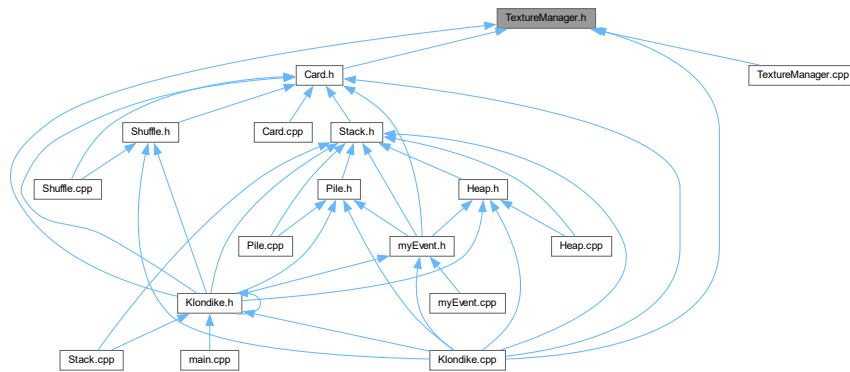 TextureManager.h
Card.h
TextureManager.cpp
Shuffle.h
Card.cpp
Stack.h
Shuffle.cpp
Pile.h
Heap.h
Pile.cpp
myEvent.h
Heap.cpp
Klondike.h
myEvent.cpp
Stack.cpp
main.cpp
Klondike.cpp